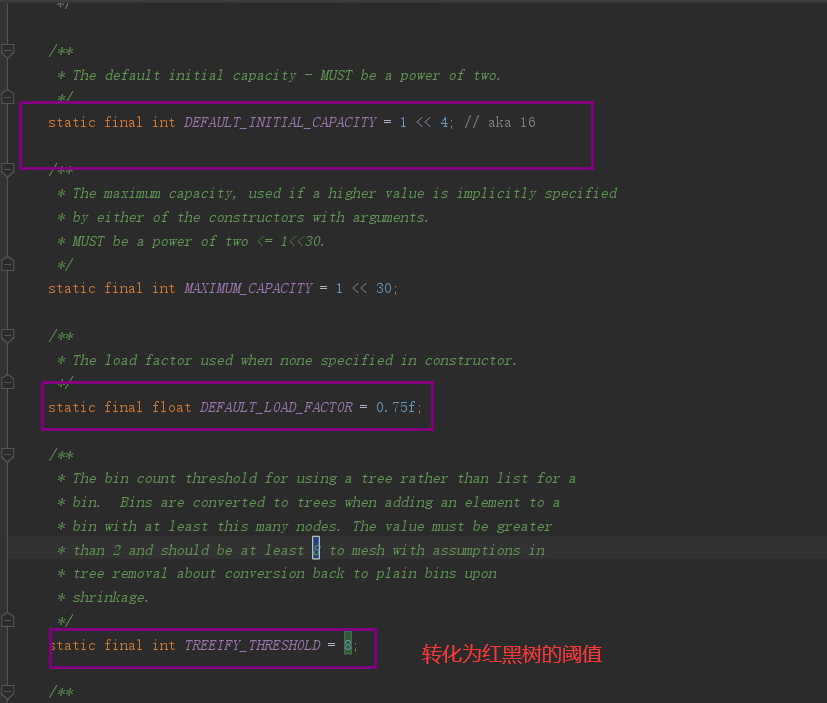 */
/**
* The default initial capacity - MUST be a power of two.
*/
static final int DEFAULT_INITIAL_CAPACITY = 1 << 4; // aka 16
/**
* The maximum capacity, used if a higher value is implicitly specified
* by either of the constructors with arguments.
* MUST be a power of two <= 1<<30.
*/
static final int MAXIMUM_CAPACITY = 1 << 30;
/**
* The load factor used when none specified in constructor.
*/
static final float DEFAULT_LOAD_FACTOR = 0.75f;
/**
* The bin count threshold for using a tree rather than list for a
* bin.  Bins are converted to trees when adding an element to a
* bin with at least this many nodes. The value must be greater
* than 2 and should be at least 8 to mesh with assumptions in
* tree removal about conversion back to plain bins upon
* shrinkage.
*/
static final int TREEIFY_THRESHOLD = 8; 转化为红黑树的阈值
/**